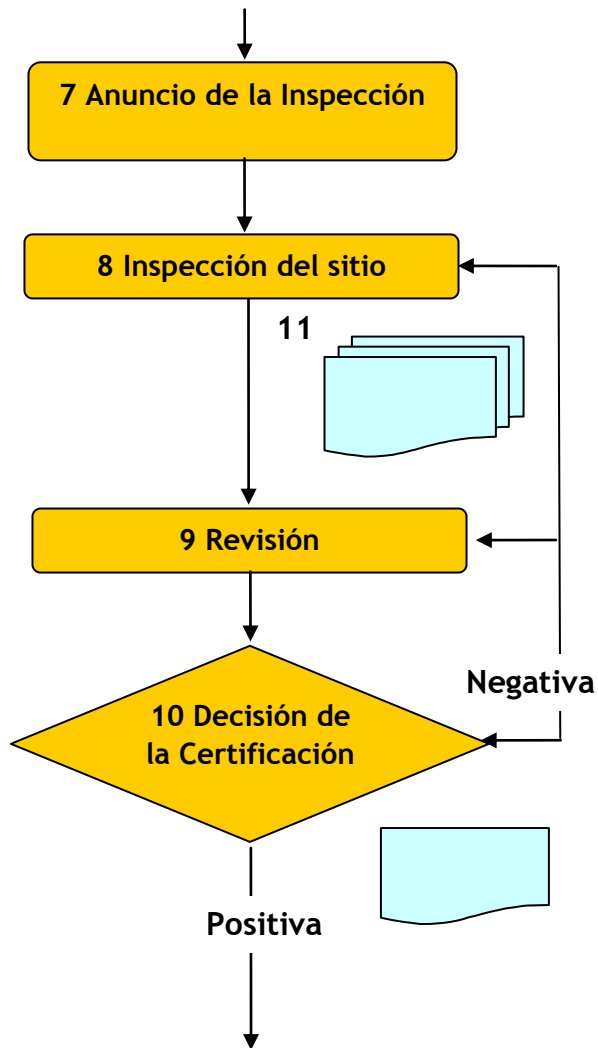 7 Anuncio de la Inspección
8 Inspección del sitio
11
9 Revisión
Negativa
10 Decisión de
la Certificación
Positiva